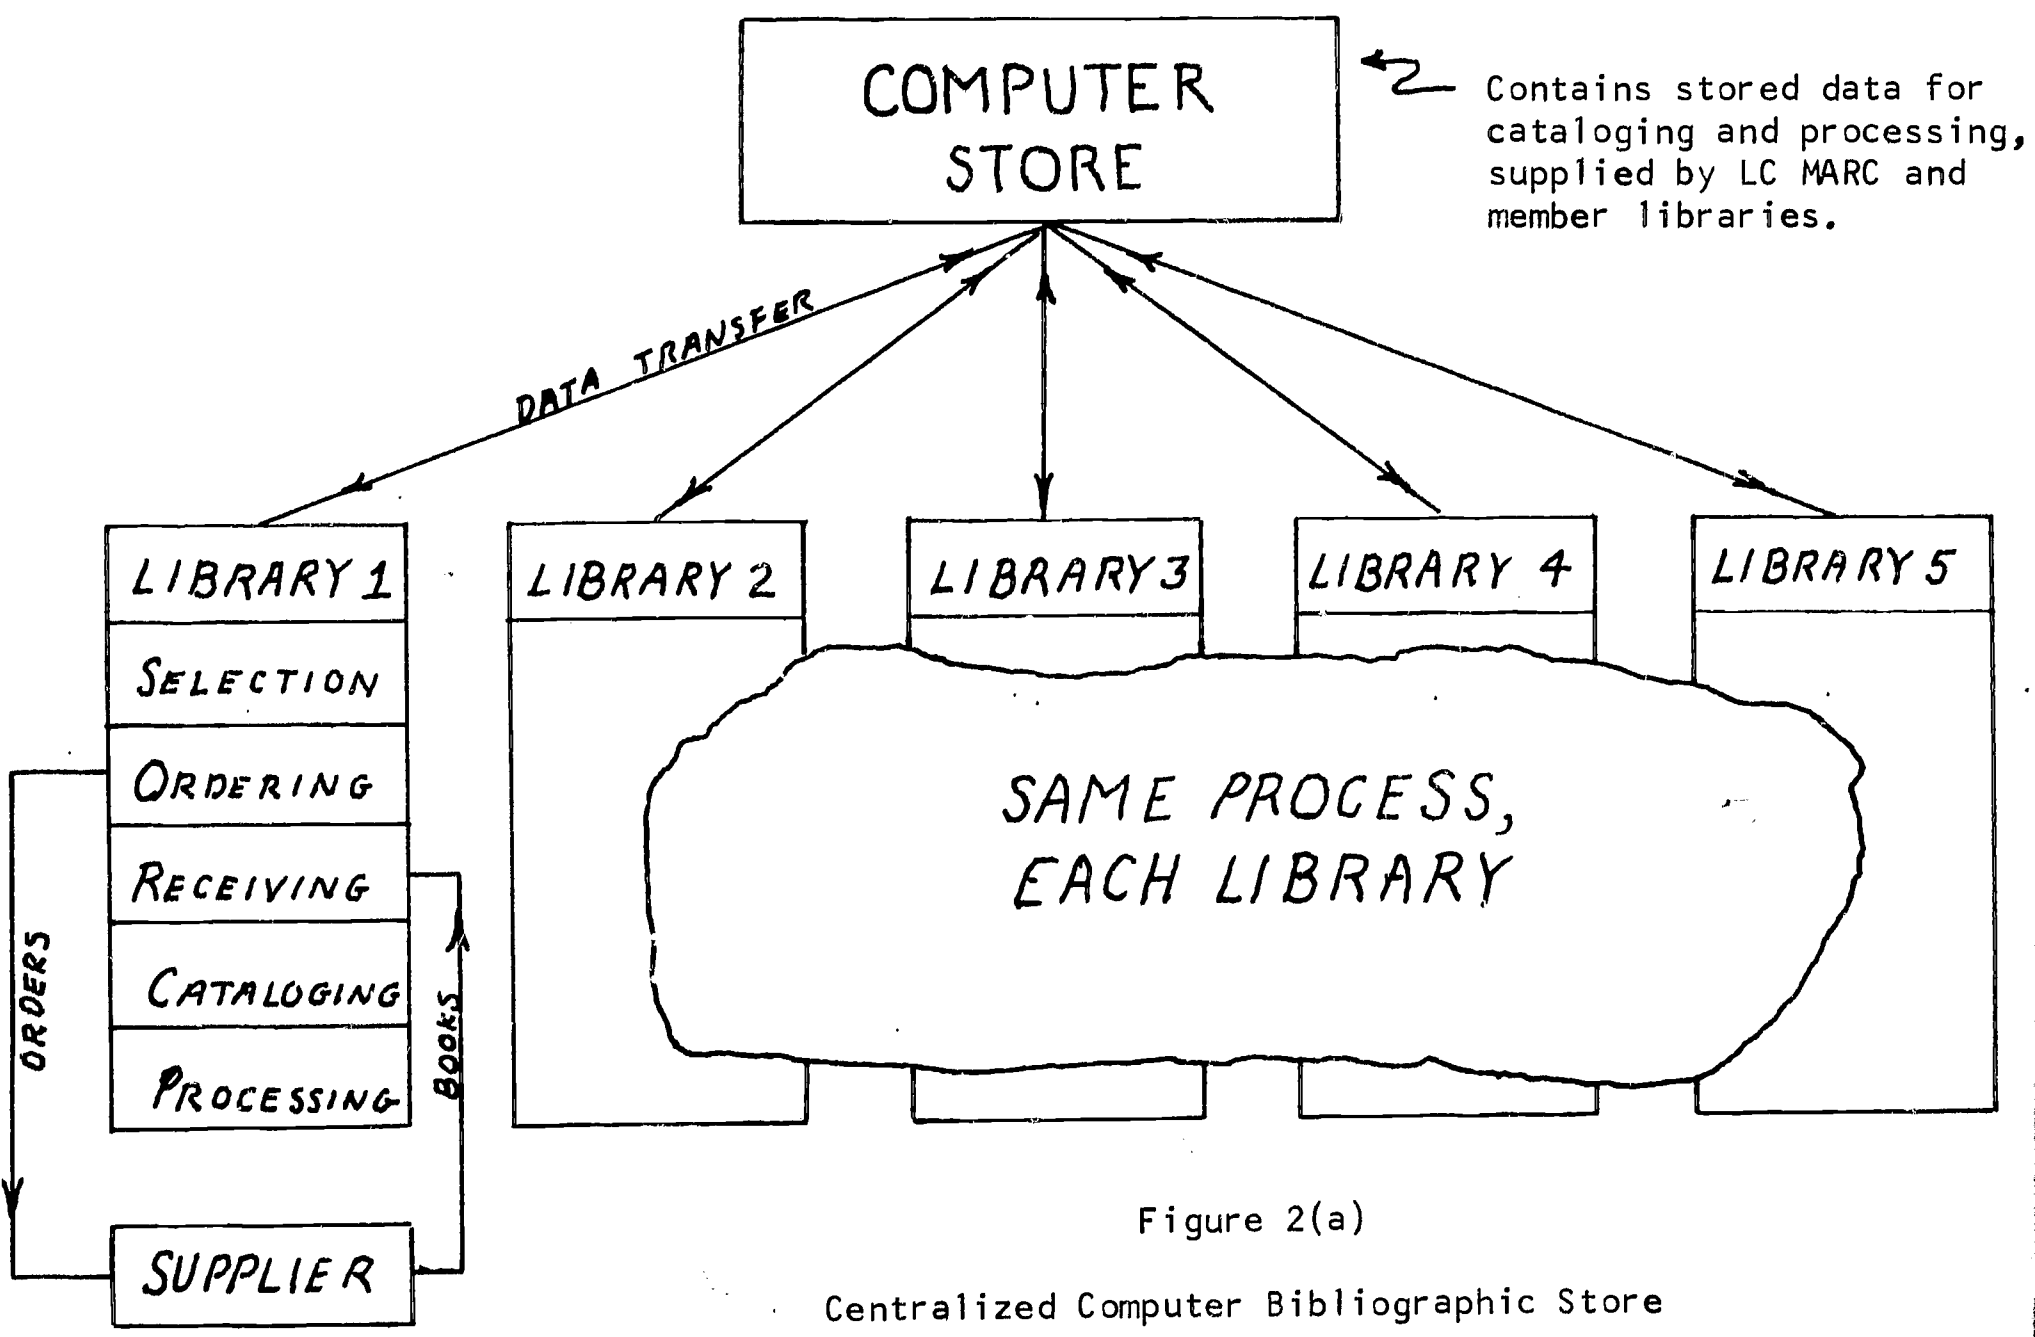 COMPUTER
STORE
Contains stored data for
cataloging and processing,
supplied by LC MARC and
member libraries.
DATA TRANSFER
LIBRARY 1
SELECTION
ORDERING
RECEIVING
CATALOGING
PROCESSING
ORDERS
BOOKS
SUPPLIER
LIBRARY 2
LIBRARY 3
LIBRARY 4
LIBRARY 5
SAME PROCESS,
EACH LIBRARY
Figure 2(a)
Centralized Computer Bibliographic Store